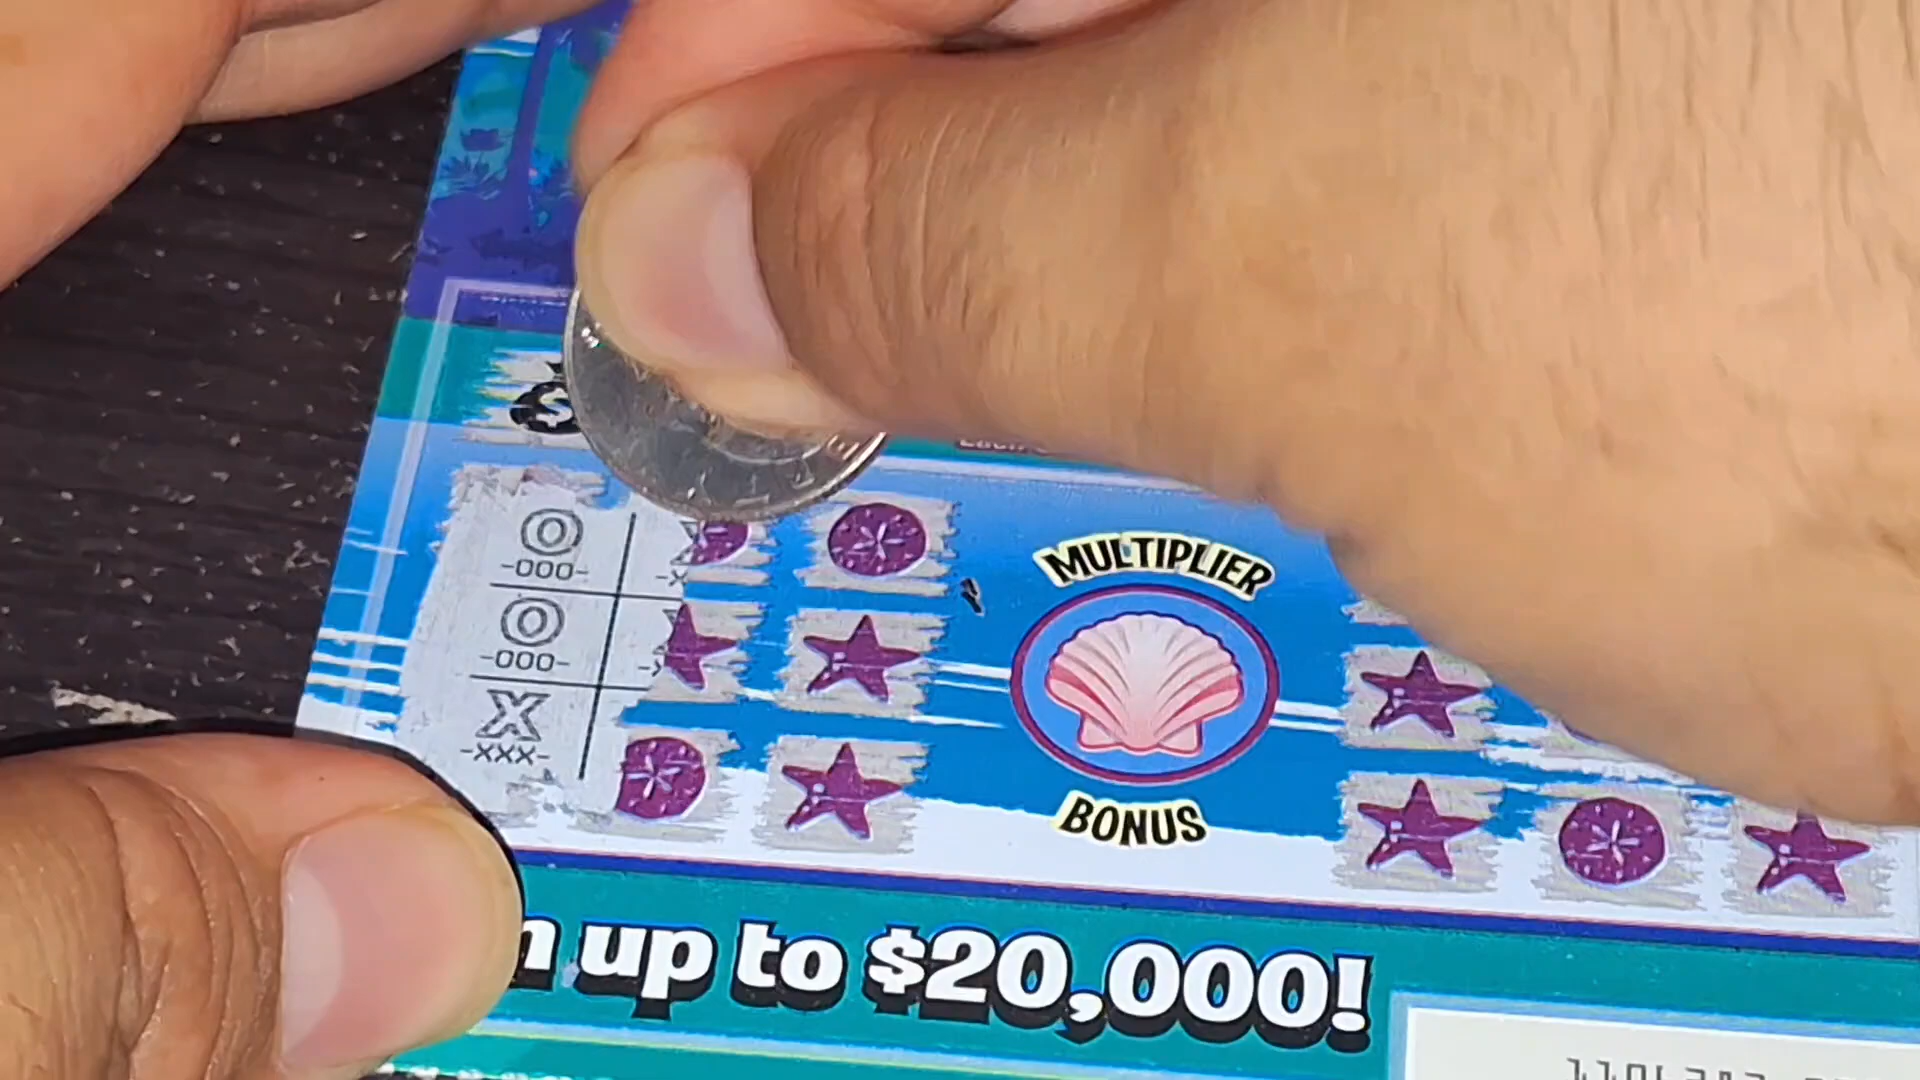 $
O
-OOO-
O
-OOO-
X
-XXX-
MULTIPLIER
BONUS
n up to $20,000!